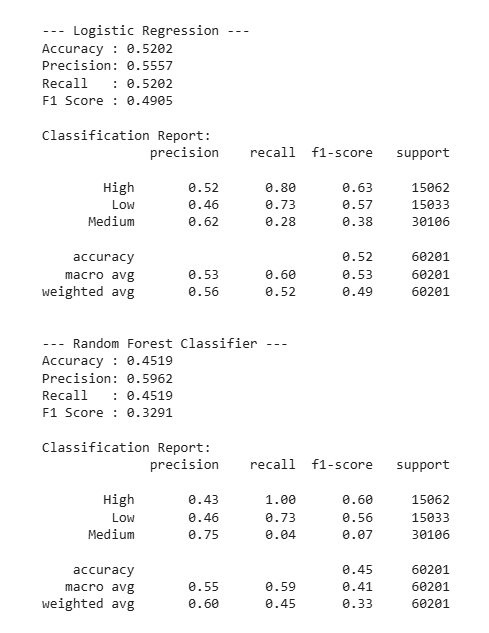 --- Logistic Regression ---
Accuracy : 0.5202
Precision: 0.5557
Recall   : 0.5202
F1 Score : 0.4905
Classification Report:
              precision    recall  f1-score   support
        High       0.52      0.80      0.63     15062
         Low       0.46      0.73      0.57     15033
      Medium       0.62      0.28      0.38     30106
    accuracy                           0.52     60201
   macro avg       0.53      0.60      0.53     60201
weighted avg       0.56      0.52      0.49     60201
--- Random Forest Classifier ---
Accuracy : 0.4519
Precision: 0.5962
Recall   : 0.4519
F1 Score : 0.3291
Classification Report:
              precision    recall  f1-score   support
        High       0.43      1.00      0.60     15062
         Low       0.46      0.73      0.56     15033
      Medium       0.75      0.04      0.07     30106
    accuracy                           0.45     60201
   macro avg       0.55      0.59      0.41     60201
weighted avg       0.60      0.45      0.33     60201